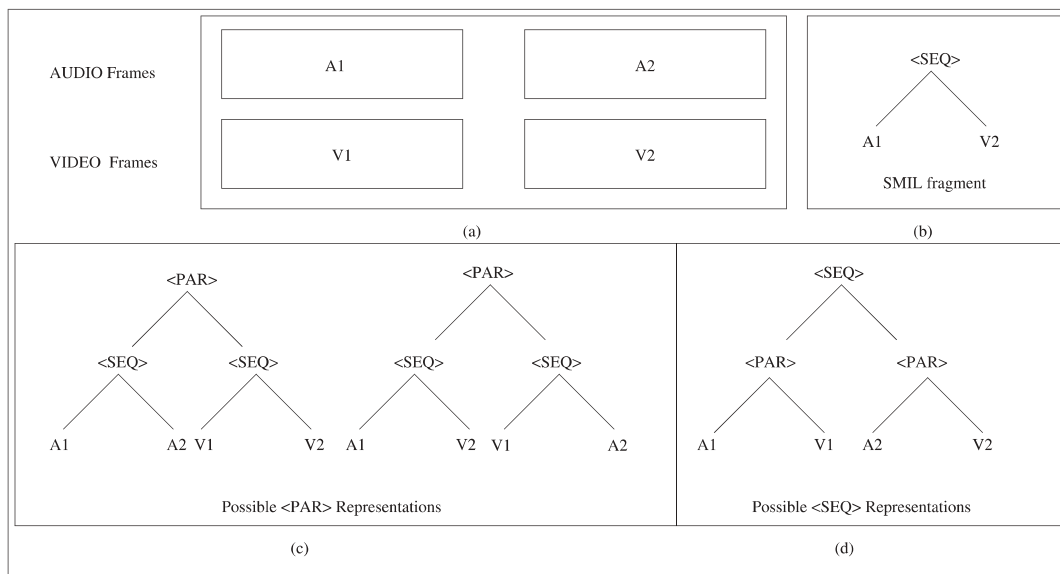 AUDIO Frames
A1
A2
VIDEO Frames
V1
V2
(a)
<SEQ>
A1
V2
SMIL fragment
(b)
<PAR>
<SEQ> <SEQ>
A1 A2 V1 V2
<PAR>
<SEQ> <SEQ>
A1 V2 V1 A2
Possible <PAR> Representations
(c)
<SEQ>
<PAR> <PAR>
A1 V1 A2 V2
Possible <SEQ> Representations
(d)